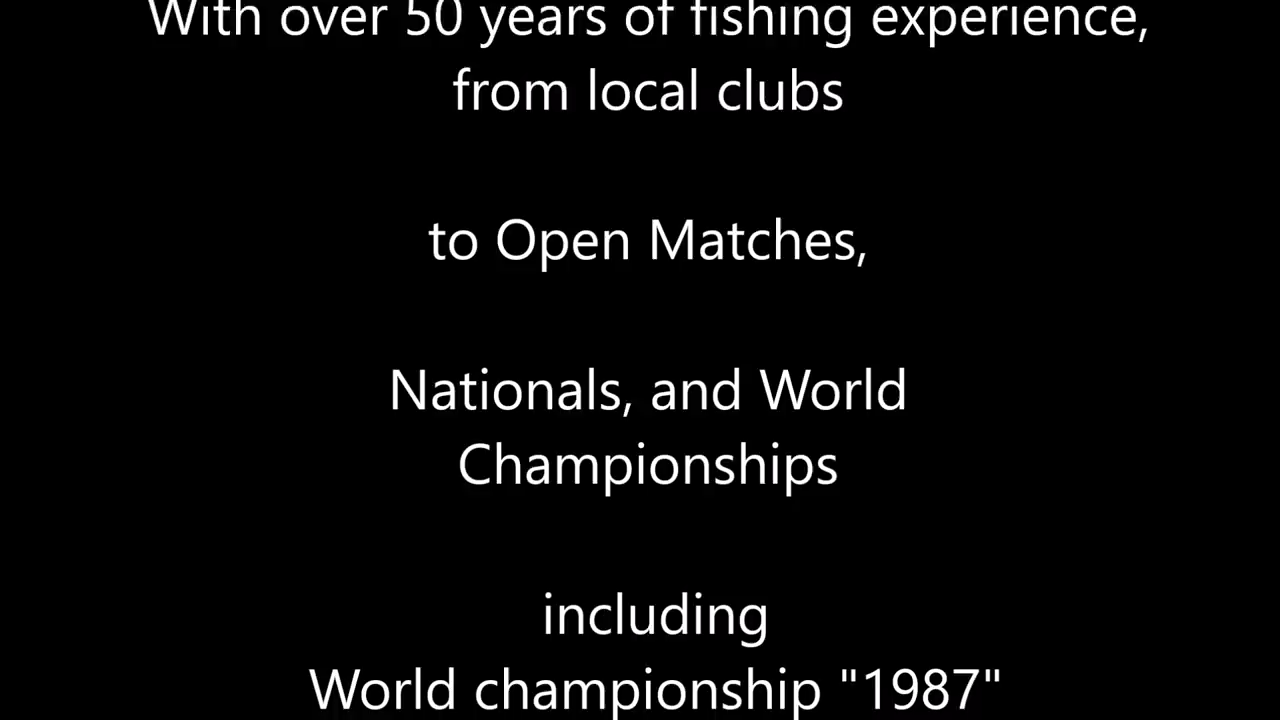 With over 50 years of fishing experience,
from local clubs
to Open Matches,
Nationals, and World
Championships
including
World championship "1987"